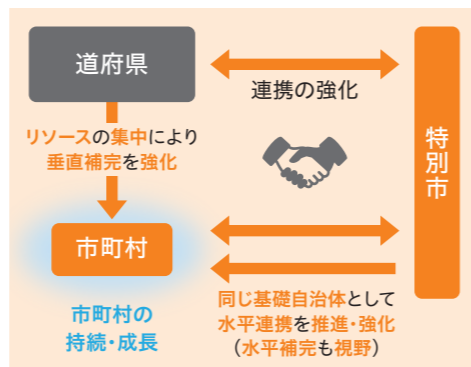 道府県
連携の強化
特別市
リソースの集中により
垂直補完を強化
市町村
市町村の
持続・成長
同じ基礎自治体として
水平連携を推進・強化
（水平補完も視野）